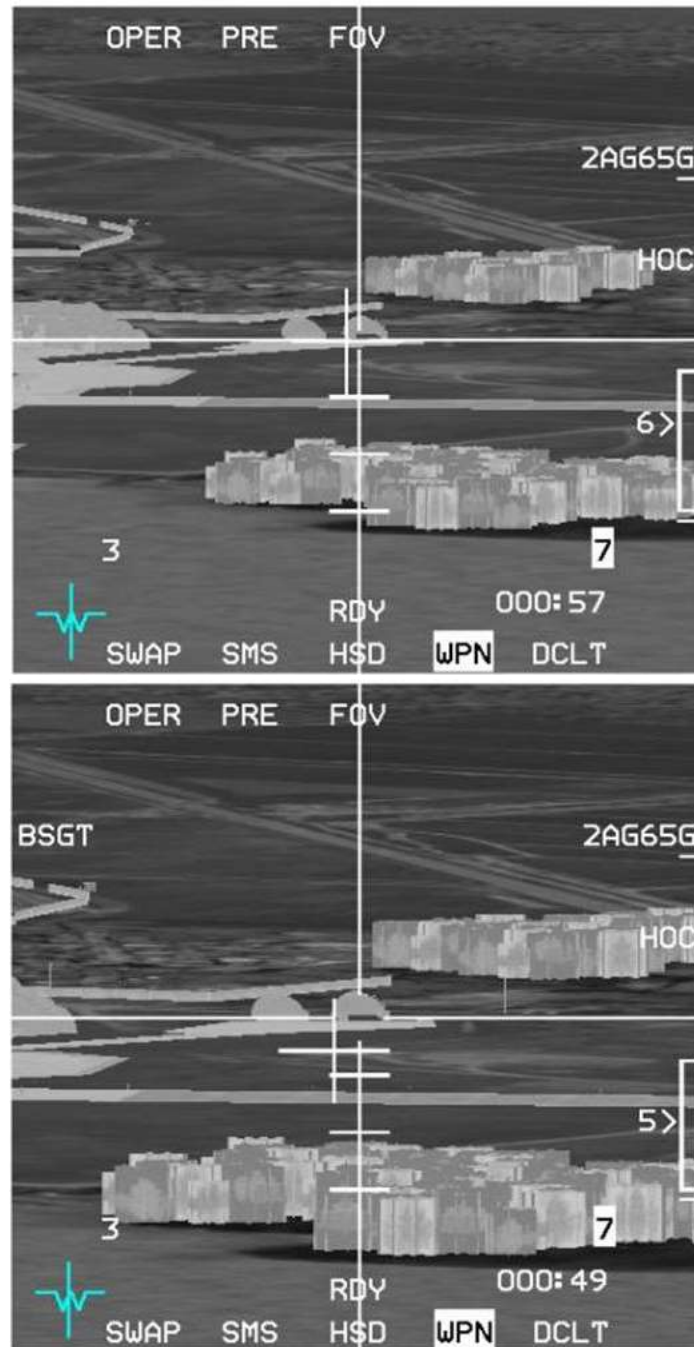 OPER PRE FOV
2AG65G
HOC
6>
3 7
000:57
RDY
SWAP SMS HSD WPN DCLT
OPER PRE FOV
BSGT 2AG65G
HOC
5>
3 7
000:49
RDY
SWAP SMS HSD WPN DCLT